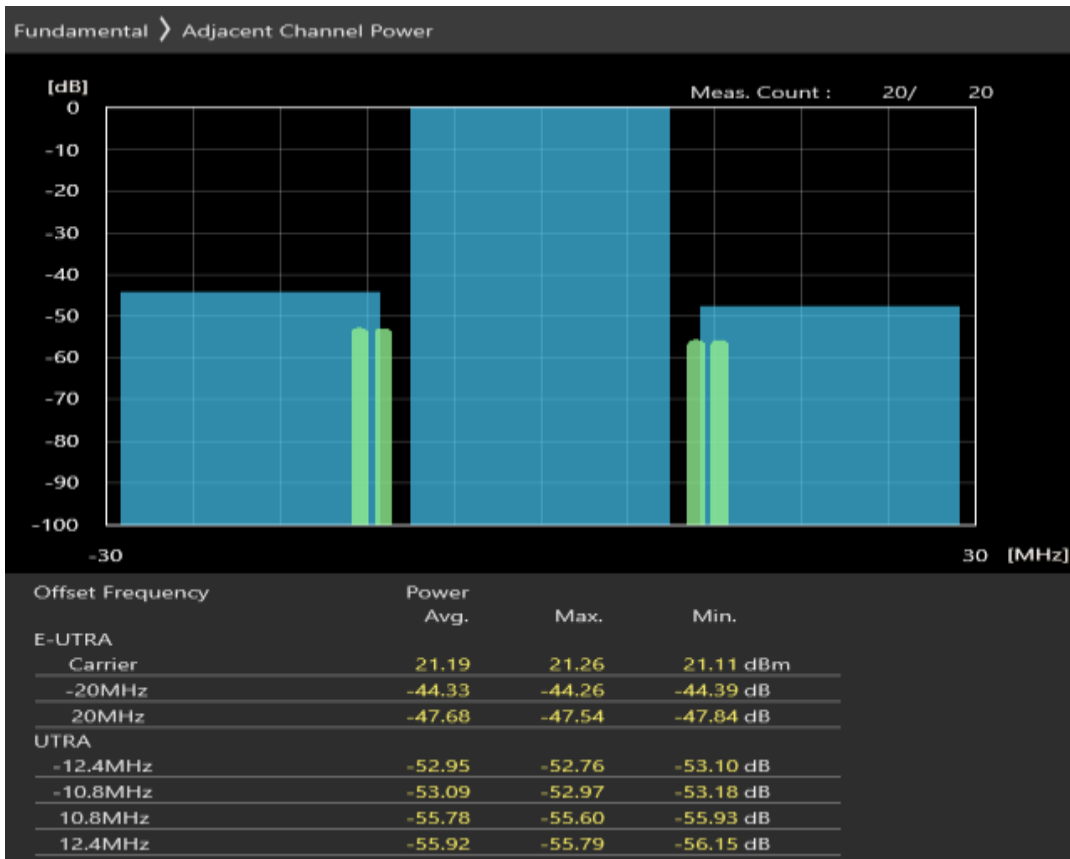 Fundamental 〉 Adjacent Channel Power
[dB]
Meas. Count : 20/ 20
0
-10
-20
-30
-40
-50
-60
-70
-80
-90
-100
-30 30 [MHz]
Offset Frequency Power
Avg. Max. Min.
E-UTRA
Carrier 21.19 21.26 21.11 dBm
-20MHz -44.33 -44.26 -44.39 dB
20MHz -47.68 -47.54 -47.84 dB
UTRA
-12.4MHz -52.95 -52.76 -53.10 dB
-10.8MHz -53.09 -52.97 -53.18 dB
10.8MHz -55.78 -55.60 -55.93 dB
12.4MHz -55.92 -55.79 -56.15 dB